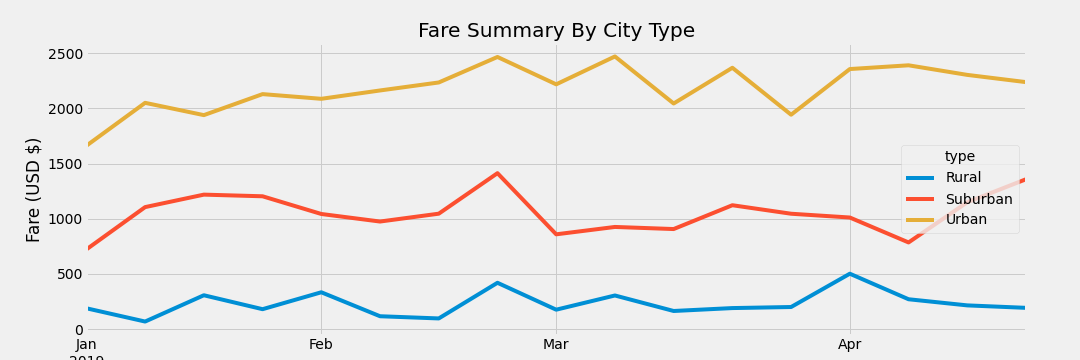 Fare Summary By City Type
Fare (USD $)
2500
2000
1500
1000
500
0
type
Rural
Suburban
Urban
Jan
Feb
Mar
Apr
2019